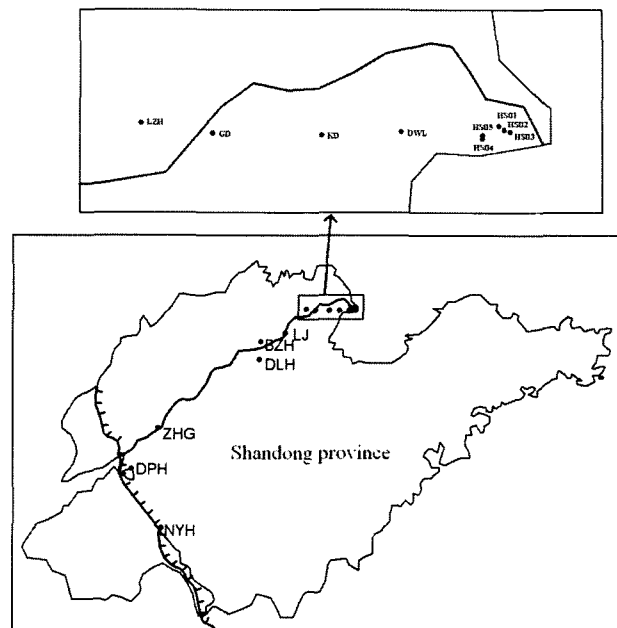 HS01
LZH
HS02
GD
KD
DWL
HS05
HS03
HS04
LJ
BZH
DLH
ZHG
Shandong province
DPH
NYH